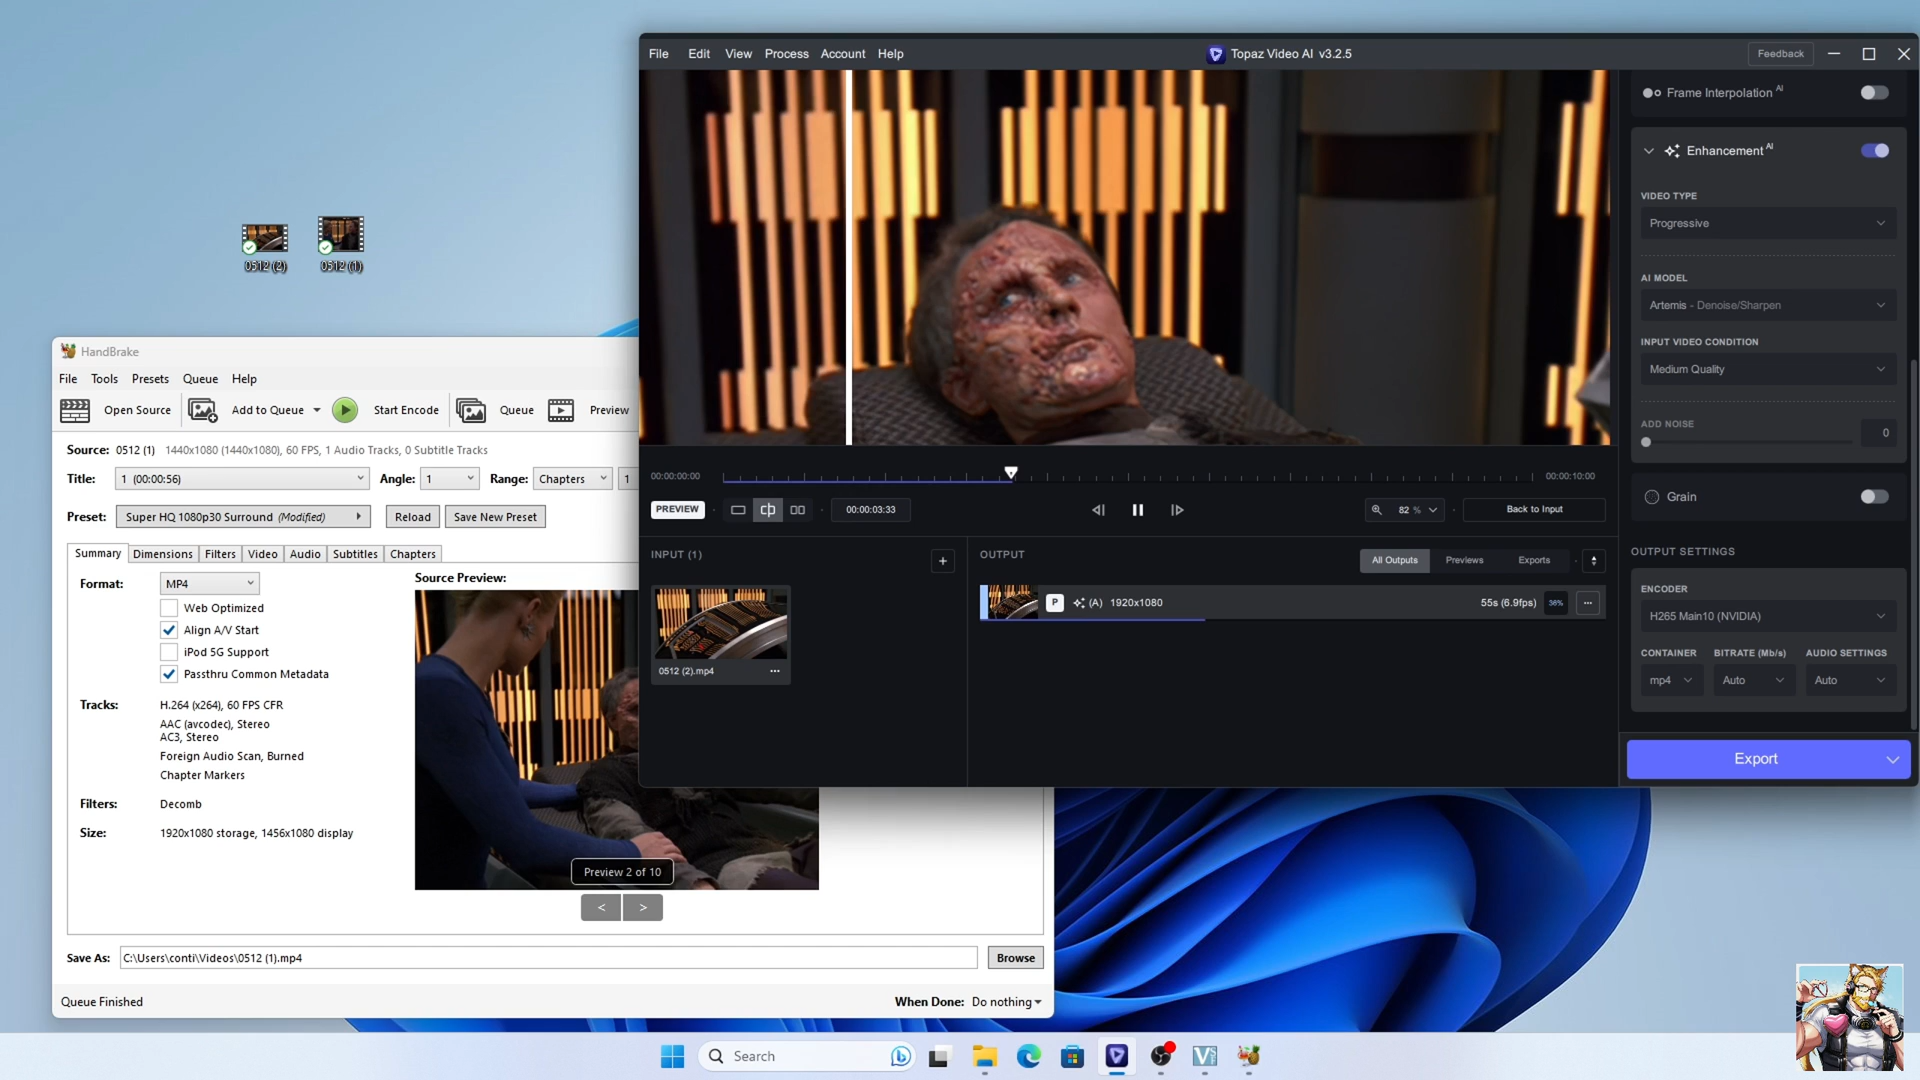 File Edit View Process Account Help
Topaz Video AI v3.2.5
Feedback
Frame Interpolation AI
Enhancement AI
VIDEO TYPE
Progressive
AI MODEL
Artemis - Denoise/Sharpen
INPUT VIDEO CONDITION
Medium Quality
ADD NOISE
0
Grain
OUTPUT SETTINGS
ENCODER
H265 Main10 (NVIDIA)
CONTAINER BITRATE (Mb/s) AUDIO SETTINGS
mp4 Auto Auto
Export
00:00:00:00
00:00:10:00
PREVIEW
00:00:03:33
82 %
Back to Input
INPUT (1)
OUTPUT
All Outputs Previews Exports
0512 (2).mp4
P (A) 1920x1080 55s (6.9fps) 36%
0512 (2)
0512 (1)
HandBrake
File Tools Presets Queue Help
Open Source Add to Queue Start Encode Queue Preview
Source: 0512 (1) 1440x1080 (1440x1080), 60 FPS, 1 Audio Tracks, 0 Subtitle Tracks
Title: 1 (00:00:56) Angle: 1 Range: Chapters 1
Preset: Super HQ 1080p30 Surround (Modified) Reload Save New Preset
Summary Dimensions Filters Video Audio Subtitles Chapters
Format: MP4
Source Preview:
Web Optimized
Align A/V Start
iPod 5G Support
Passthru Common Metadata
Tracks: H.264 (x264), 60 FPS CFR
AAC (avcodec), Stereo
AC3, Stereo
Foreign Audio Scan, Burned
Chapter Markers
Filters: Decomb
Size: 1920x1080 storage, 1456x1080 display
Preview 2 of 10
< >
Save As: C:\Users\conti\Videos\0512 (1).mp4 Browse
Queue Finished
When Done: Do nothing
Search